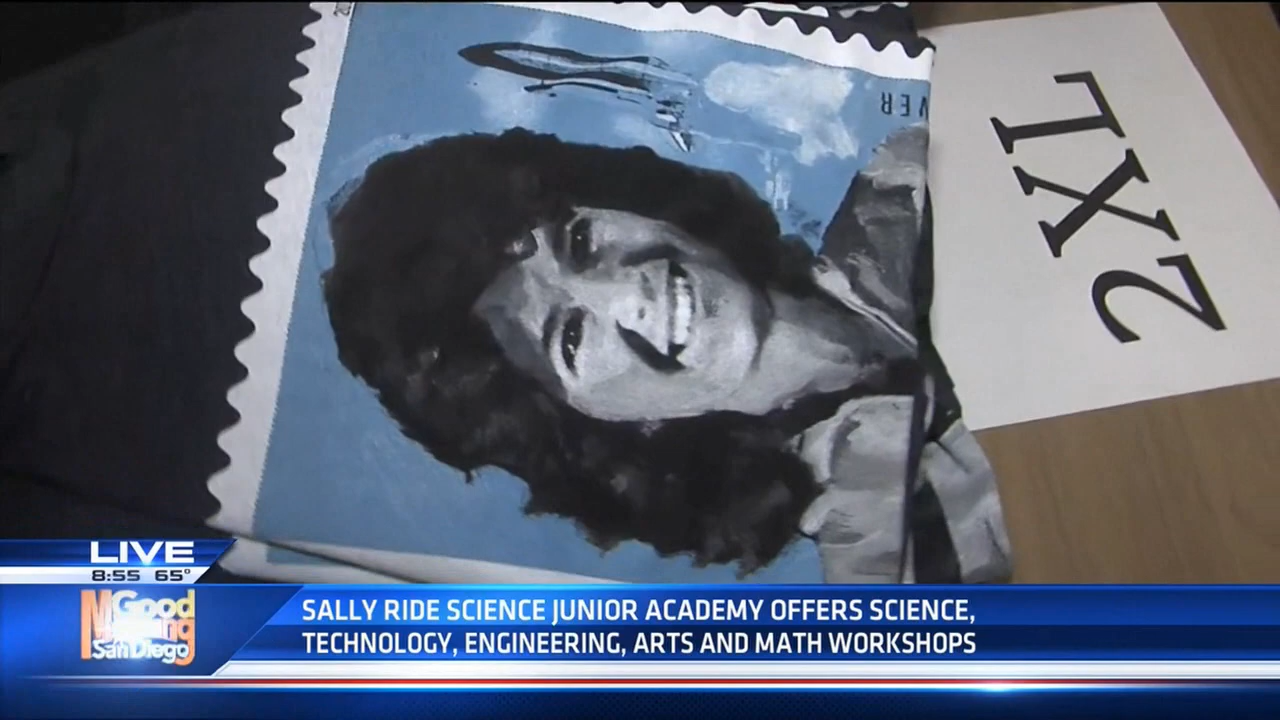 VER
2XL
LIVE
8:55 65°
Good
Morning
San Diego
SALLY RIDE SCIENCE JUNIOR ACADEMY OFFERS SCIENCE,
TECHNOLOGY, ENGINEERING, ARTS AND MATH WORKSHOPS